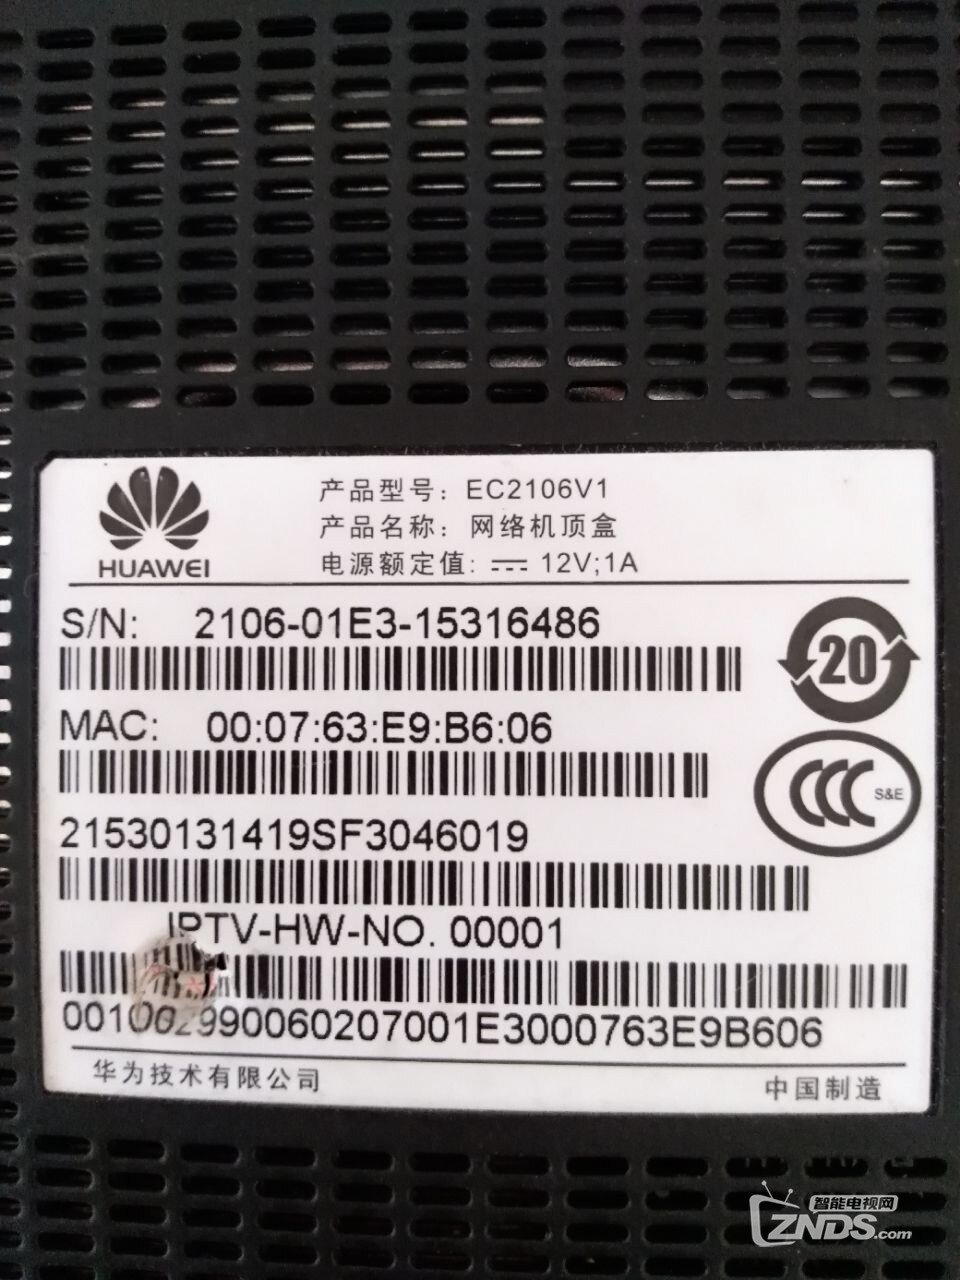 HUAWEI
产品型号: EC2106V1
产品名称: 网络机顶盒
电源额定值: 12V;1A
S/N: 2106-01E3-15316486
20
MAC: 00:07:63:E9:B6:06
CCC S&E
21530131419SF3046019
IPTV-HW-NO. 00001
001002990060207001E3000763E9B606
华为技术有限公司
中国制造
智能电视网
ZNDS.com